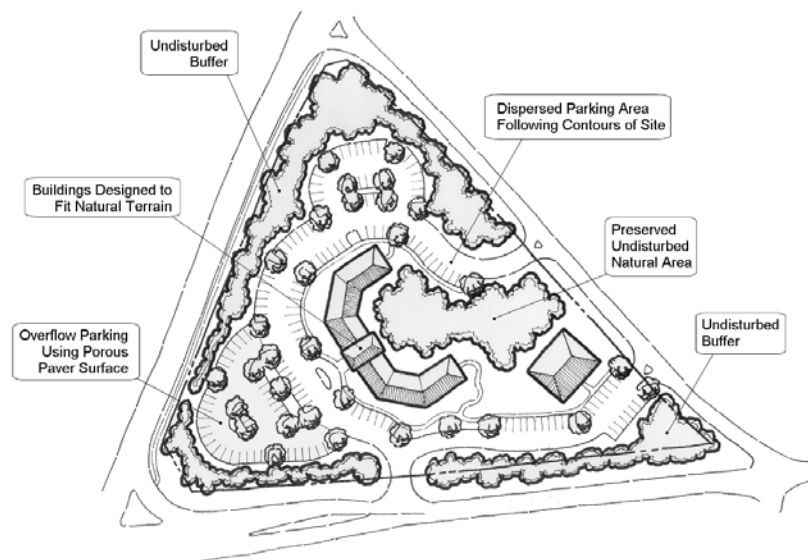 Undisturbed
Buffer
Dispersed Parking Area
Following Contours of Site
Buildings Designed to
Fit Natural Terrain
Preserved
Undisturbed
Natural Area
Overflow Parking
Using Porous
Paver Surface
Undisturbed
Buffer